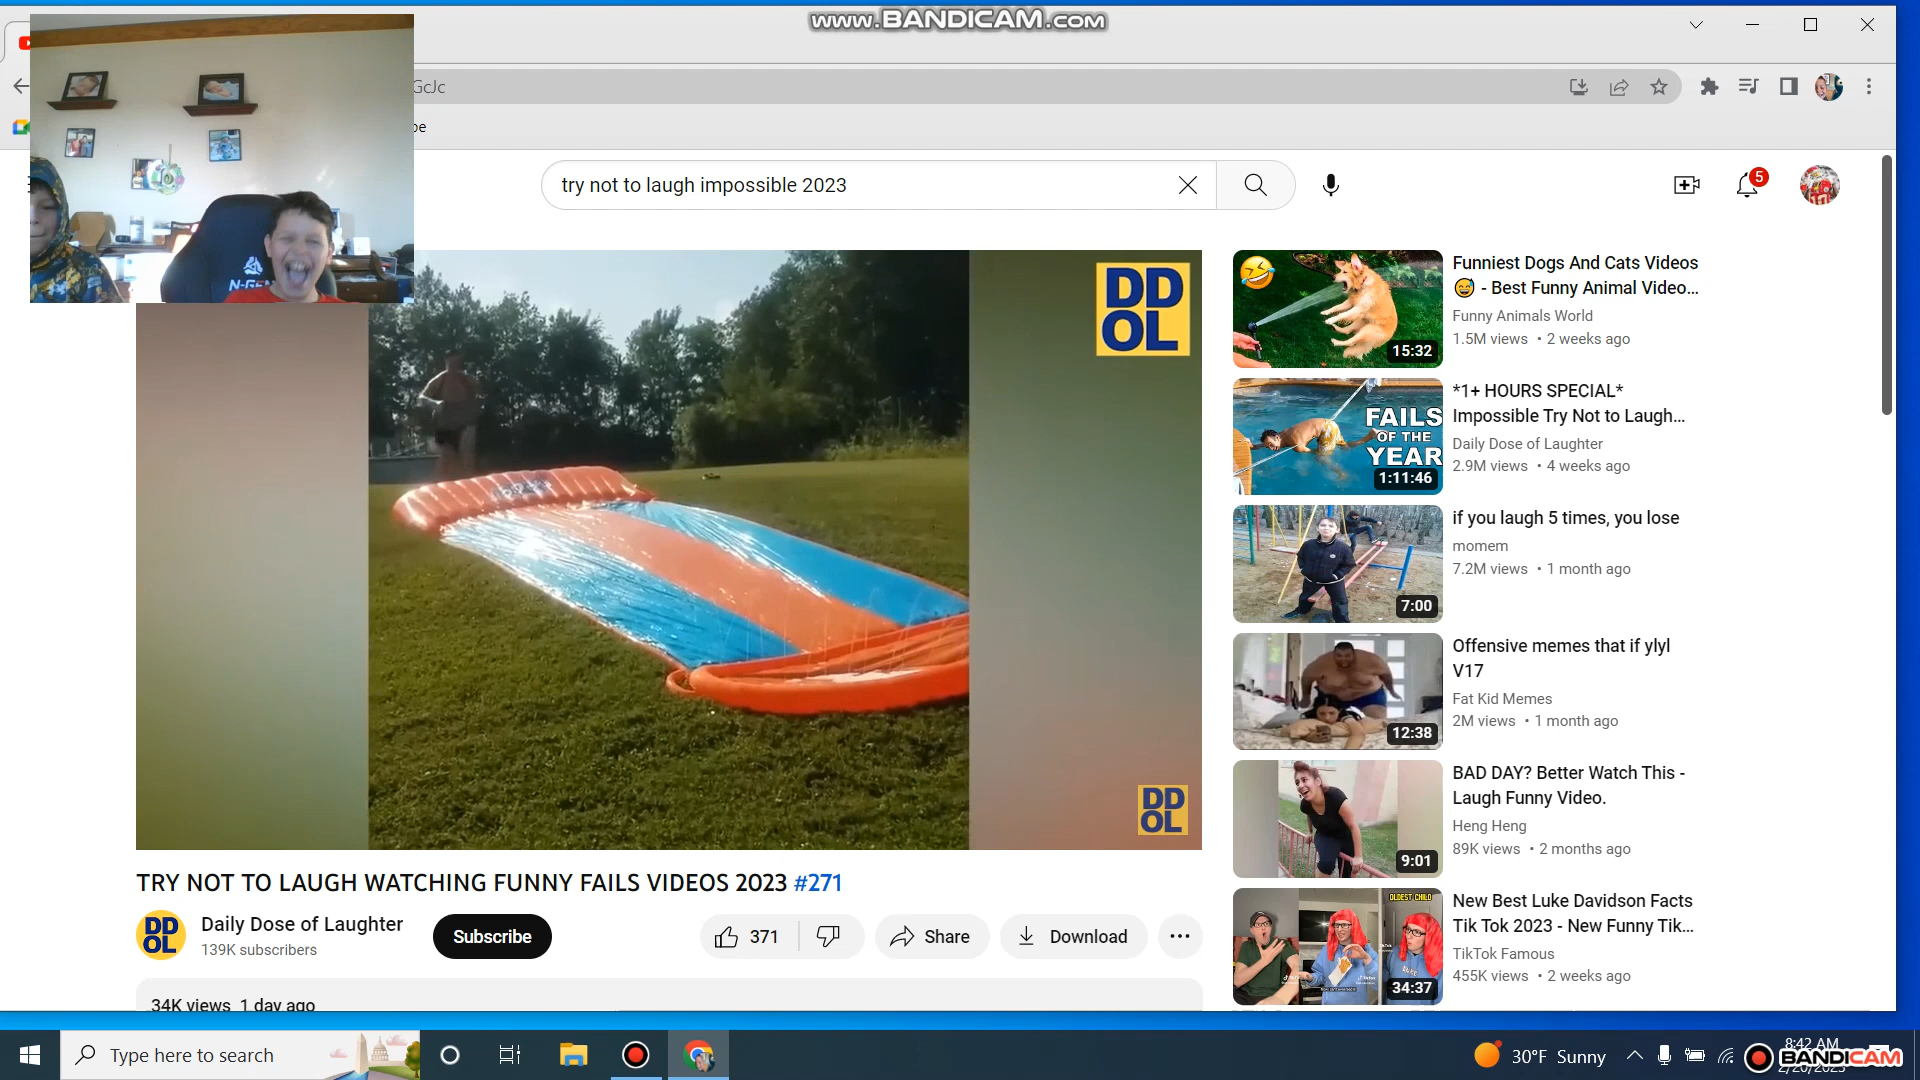 www.BANDICAM.com
GcJc
be
try not to laugh impossible 2023
5
N-GEN
DD
OL
DD
OL
TRY NOT TO LAUGH WATCHING FUNNY FAILS VIDEOS 2023 #271
DD
OL
Daily Dose of Laughter
139K subscribers
Subscribe
371
Share
Download
34K views 1 day ago
15:32
Funniest Dogs And Cats Videos
😅 - Best Funny Animal Video...
Funny Animals World
1.5M views • 2 weeks ago
FAILS
OF THE
YEAR
1:11:46
*1+ HOURS SPECIAL*
Impossible Try Not to Laugh...
Daily Dose of Laughter
2.9M views • 4 weeks ago
7:00
if you laugh 5 times, you lose
momem
7.2M views • 1 month ago
12:38
Offensive memes that if ylyl
V17
Fat Kid Memes
2M views • 1 month ago
9:01
BAD DAY? Better Watch This -
Laugh Funny Video.
Heng Heng
89K views • 2 months ago
OLDEST CHILD
34:37
New Best Luke Davidson Facts
Tik Tok 2023 - New Funny Tik...
TikTok Famous
455K views • 2 weeks ago
Type here to search
30°F Sunny
8:42 AM
BANDICAM